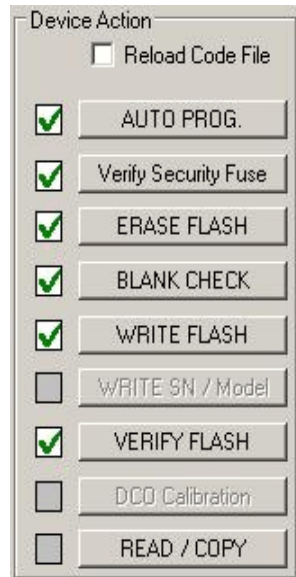 Device Action
Reload Code File
AUTO PROG.
Verify Security Fuse
ERASE FLASH
BLANK CHECK
WRITE FLASH
WRITE SN / Model
VERIFY FLASH
DCO Calibration
READ / COPY